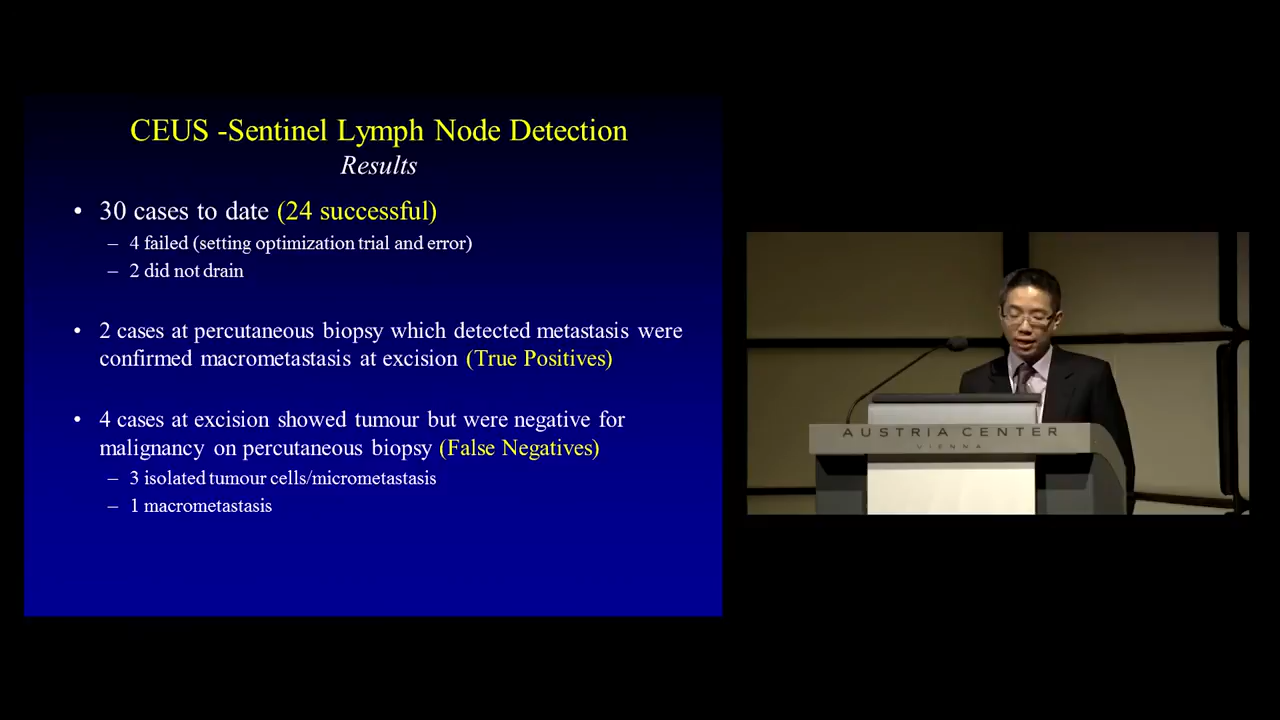 CEUS -Sentinel Lymph Node Detection
Results
• 30 cases to date (24 successful)
– 4 failed (setting optimization trial and error)
– 2 did not drain
• 2 cases at percutaneous biopsy which detected metastasis were
confirmed macrometastasis at excision (True Positives)
• 4 cases at excision showed tumour but were negative for
malignancy on percutaneous biopsy (False Negatives)
– 3 isolated tumour cells/micrometastasis
– 1 macrometastasis
AUSTRIA CENTER
VIENNA